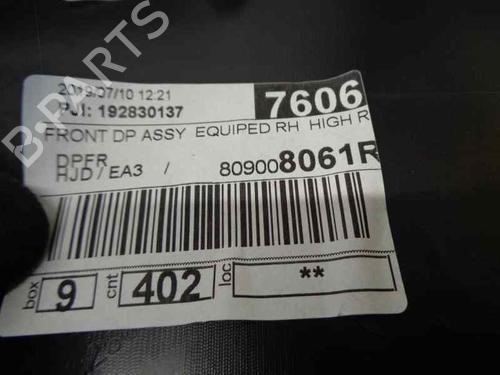 2019/07/10 12:21
PJI: 192830137
7606
FRONT DP ASSY EQUIPED RH HIGH R
DPFR
HJD / EA3 /
809008061R
box
9
cnt
402
loc
**
B-PARTS